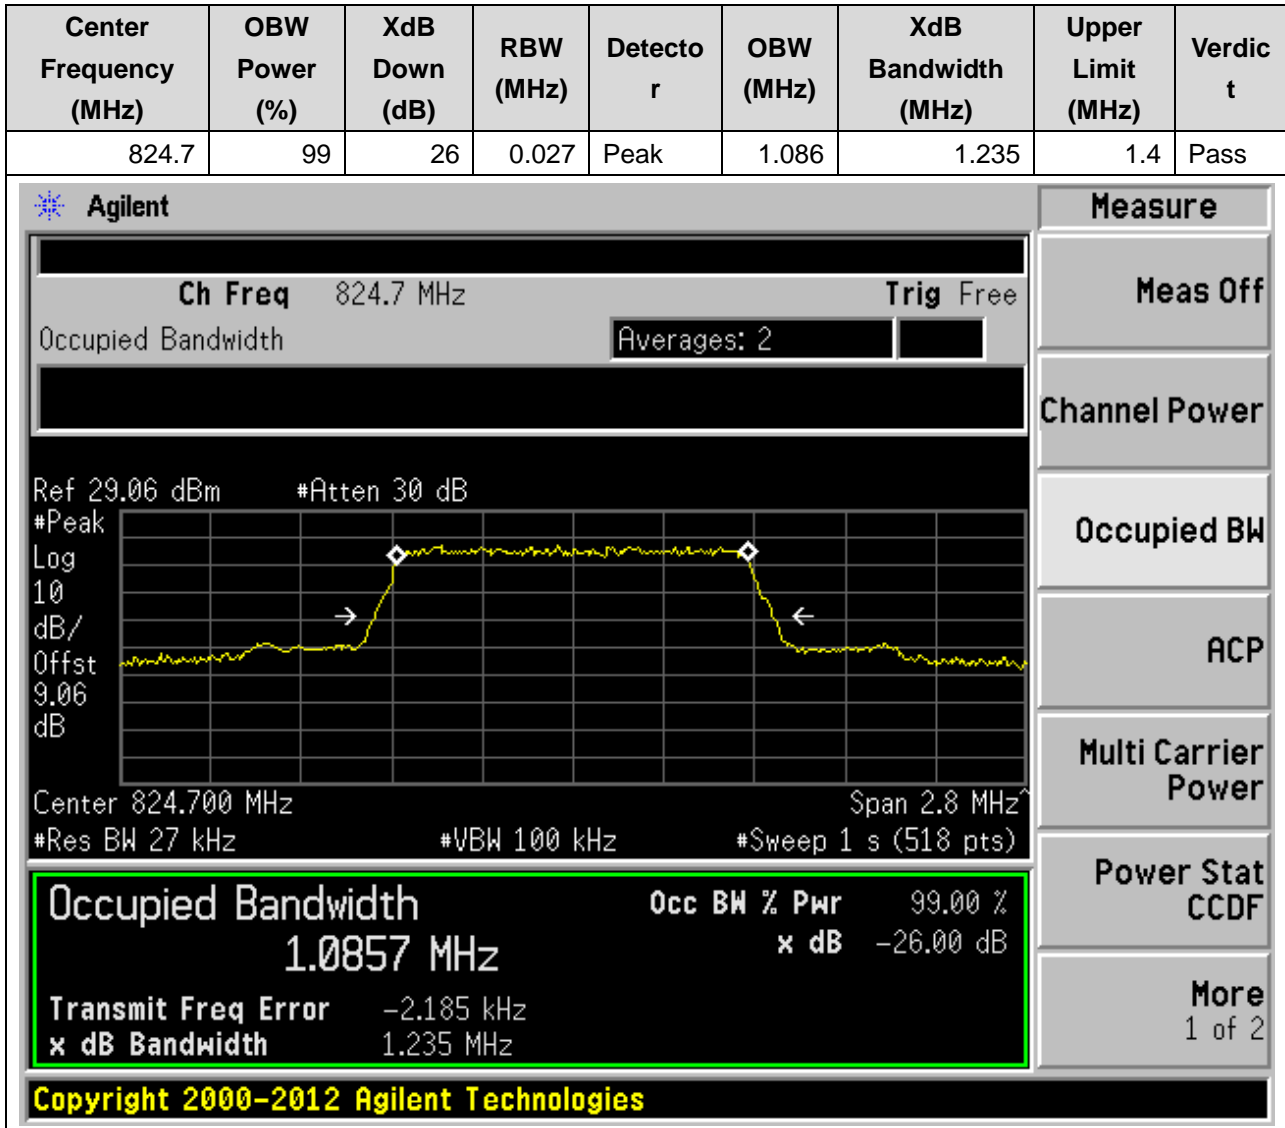 Center Frequency (MHz) OBW Power (%) XdB Down (dB) RBW (MHz) Detecto r OBW (MHz) XdB Bandwidth (MHz) Upper Limit (MHz) Verdic t
824.7 99 26 0.027 Peak 1.086 1.235 1.4 Pass
Agilent
Measure
Ch Freq 824.7 MHz Trig Free
Occupied Bandwidth Averages: 2
Meas Off
Channel Power
Occupied BW
ACP
Multi Carrier
Power
Power Stat
CCDF
More
1 of 2
Ref 29.06 dBm #Atten 30 dB
#Peak
Log
10
dB/
Offst
9.06
dB
Center 824.700 MHz Span 2.8 MHz^
#Res BW 27 kHz #VBW 100 kHz #Sweep 1 s (518 pts)
Occupied Bandwidth Occ BW % Pwr 99.00 %
1.0857 MHz x dB -26.00 dB
Transmit Freq Error -2.185 kHz
x dB Bandwidth 1.235 MHz
Copyright 2000-2012 Agilent Technologies